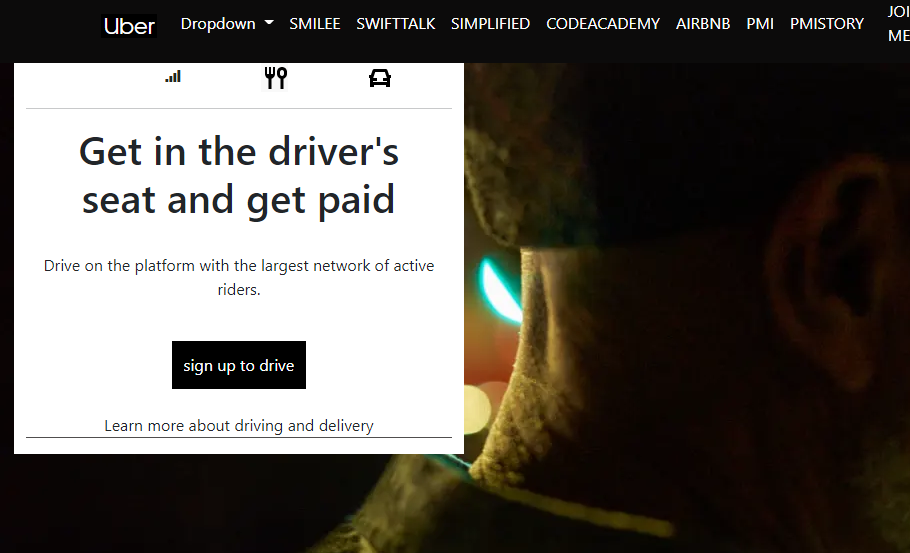 Uber Dropdown SMILEE SWIFTTALK SIMPLIFIED CODEACADEMY AIRBNB PMI PMISTORY JOI
ME
Get in the driver's
seat and get paid
Drive on the platform with the largest network of active
riders.
sign up to drive
Learn more about driving and delivery